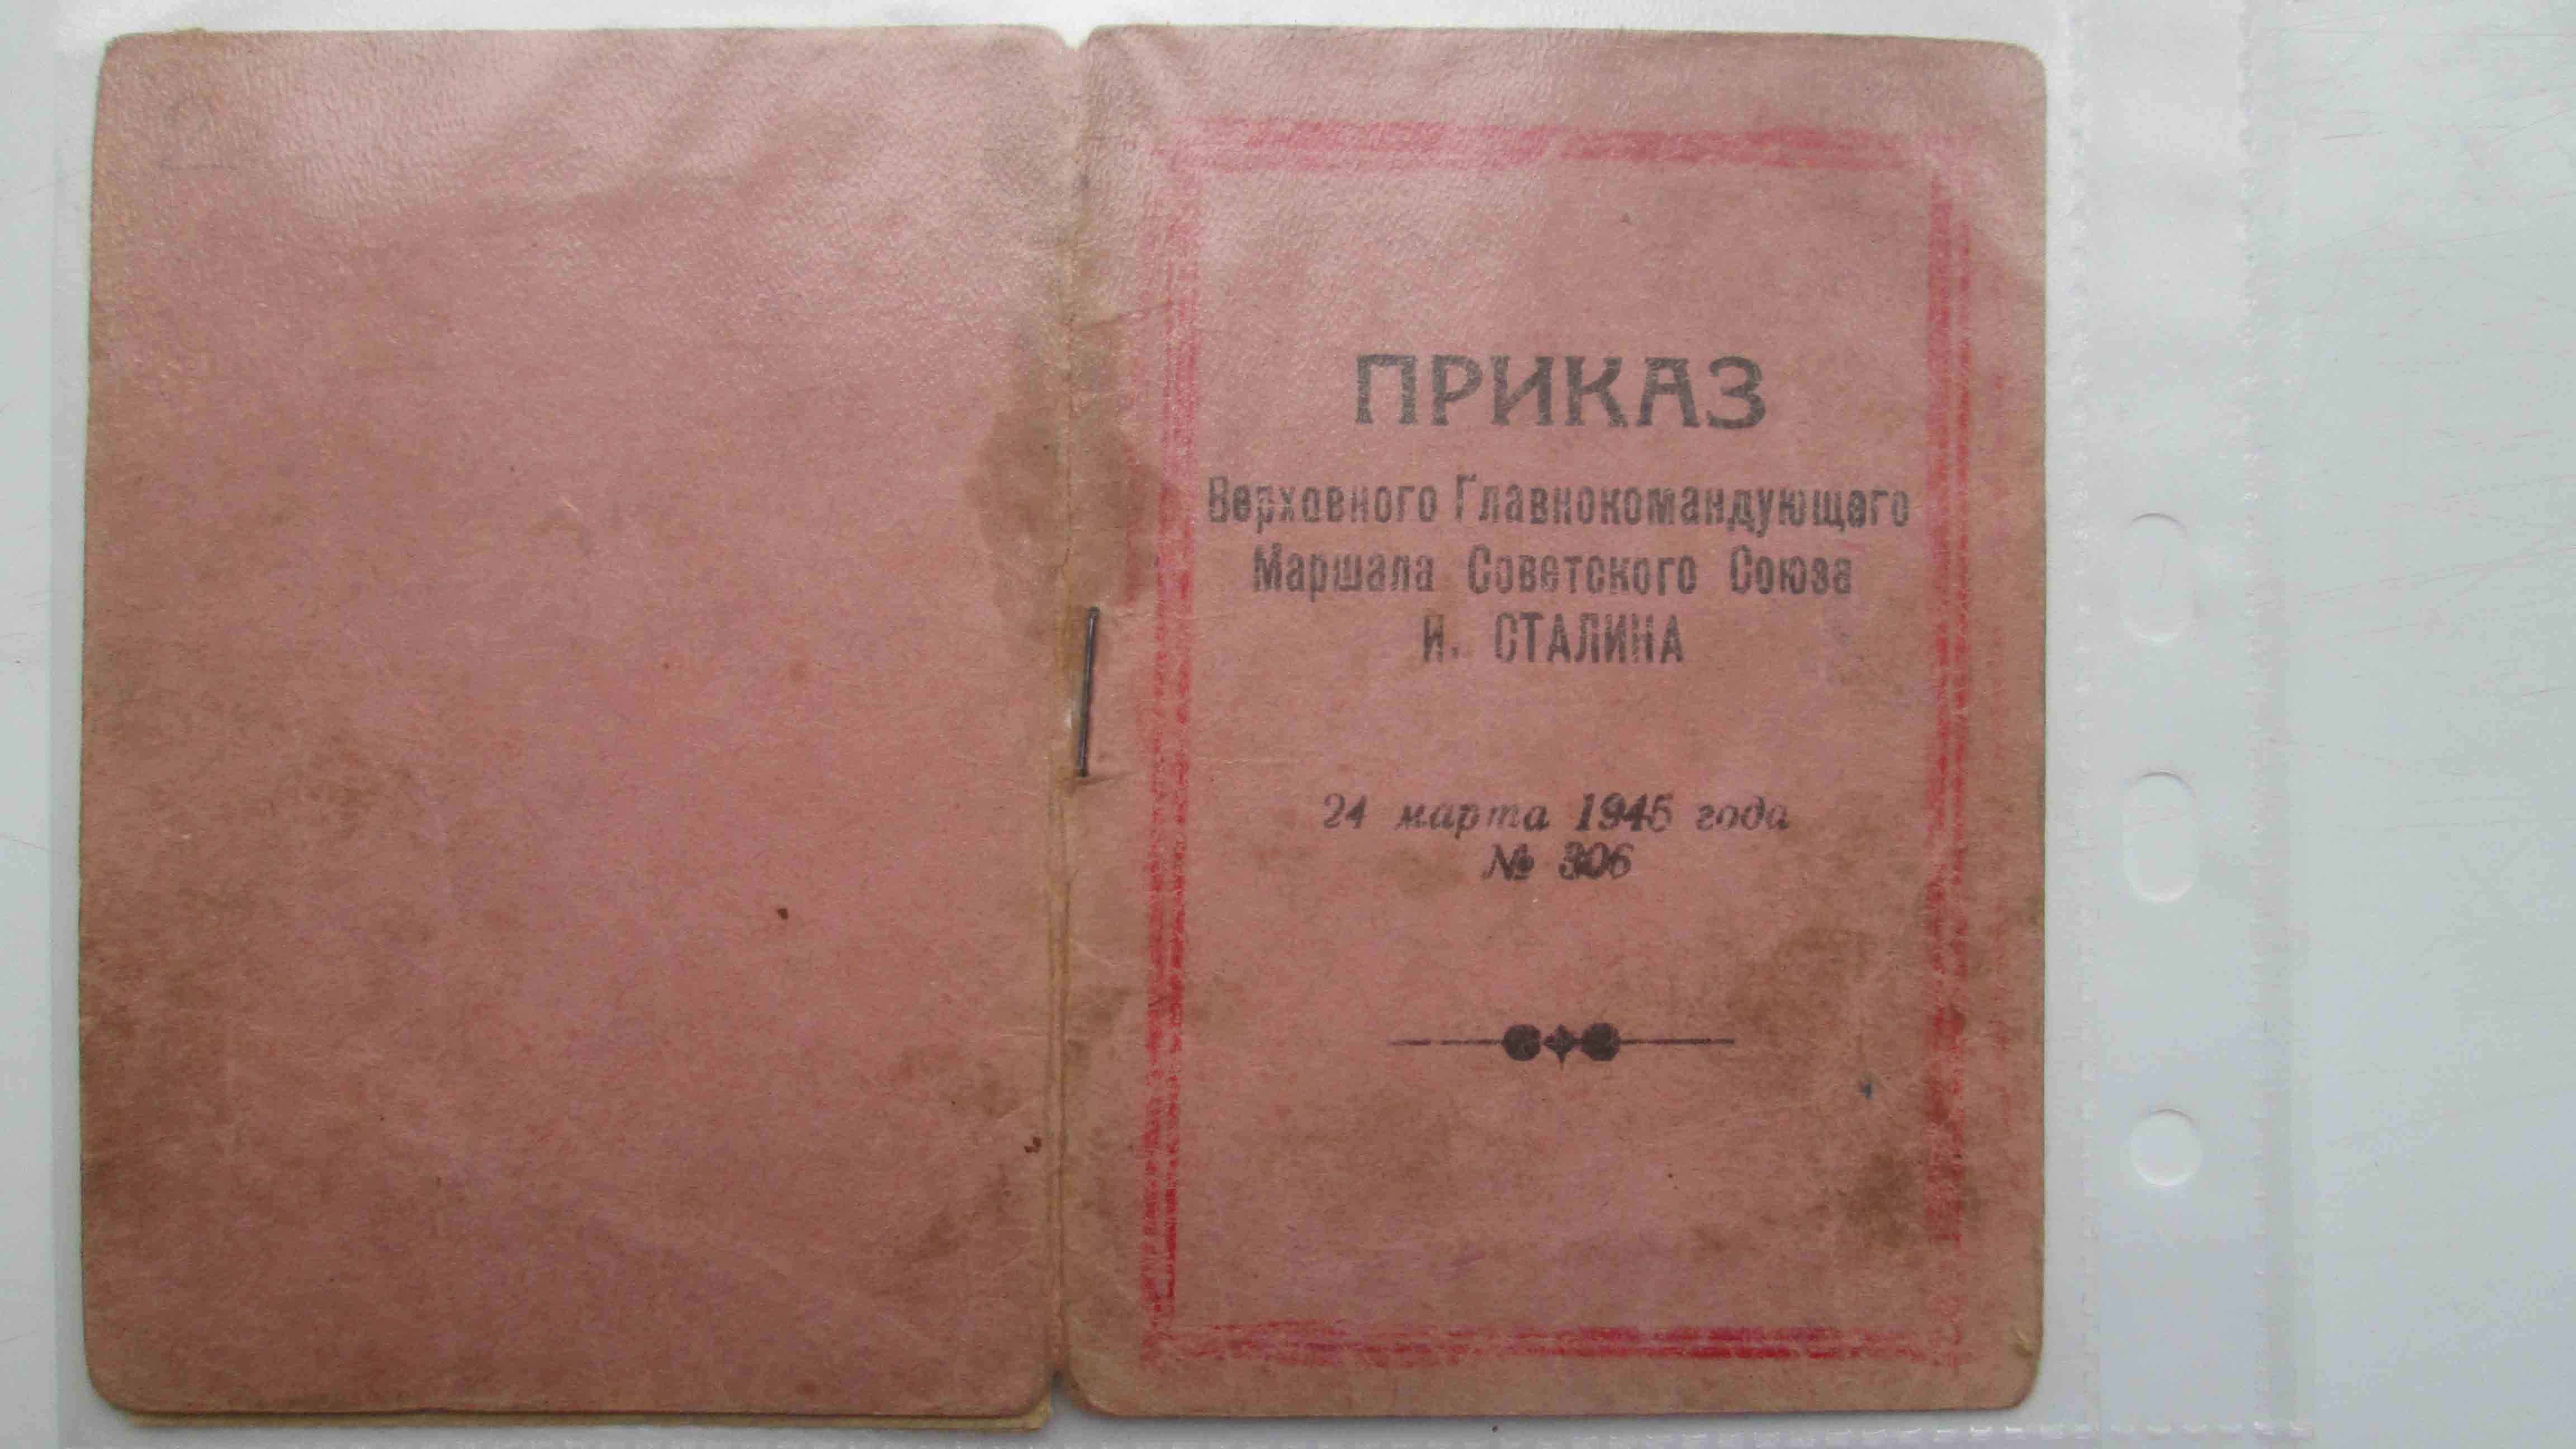 ПРИКАЗ
Верховного Главнокомандующего
Маршала Советского Союза
И. СТАЛИНА
24 марта 1945 года
№ 306